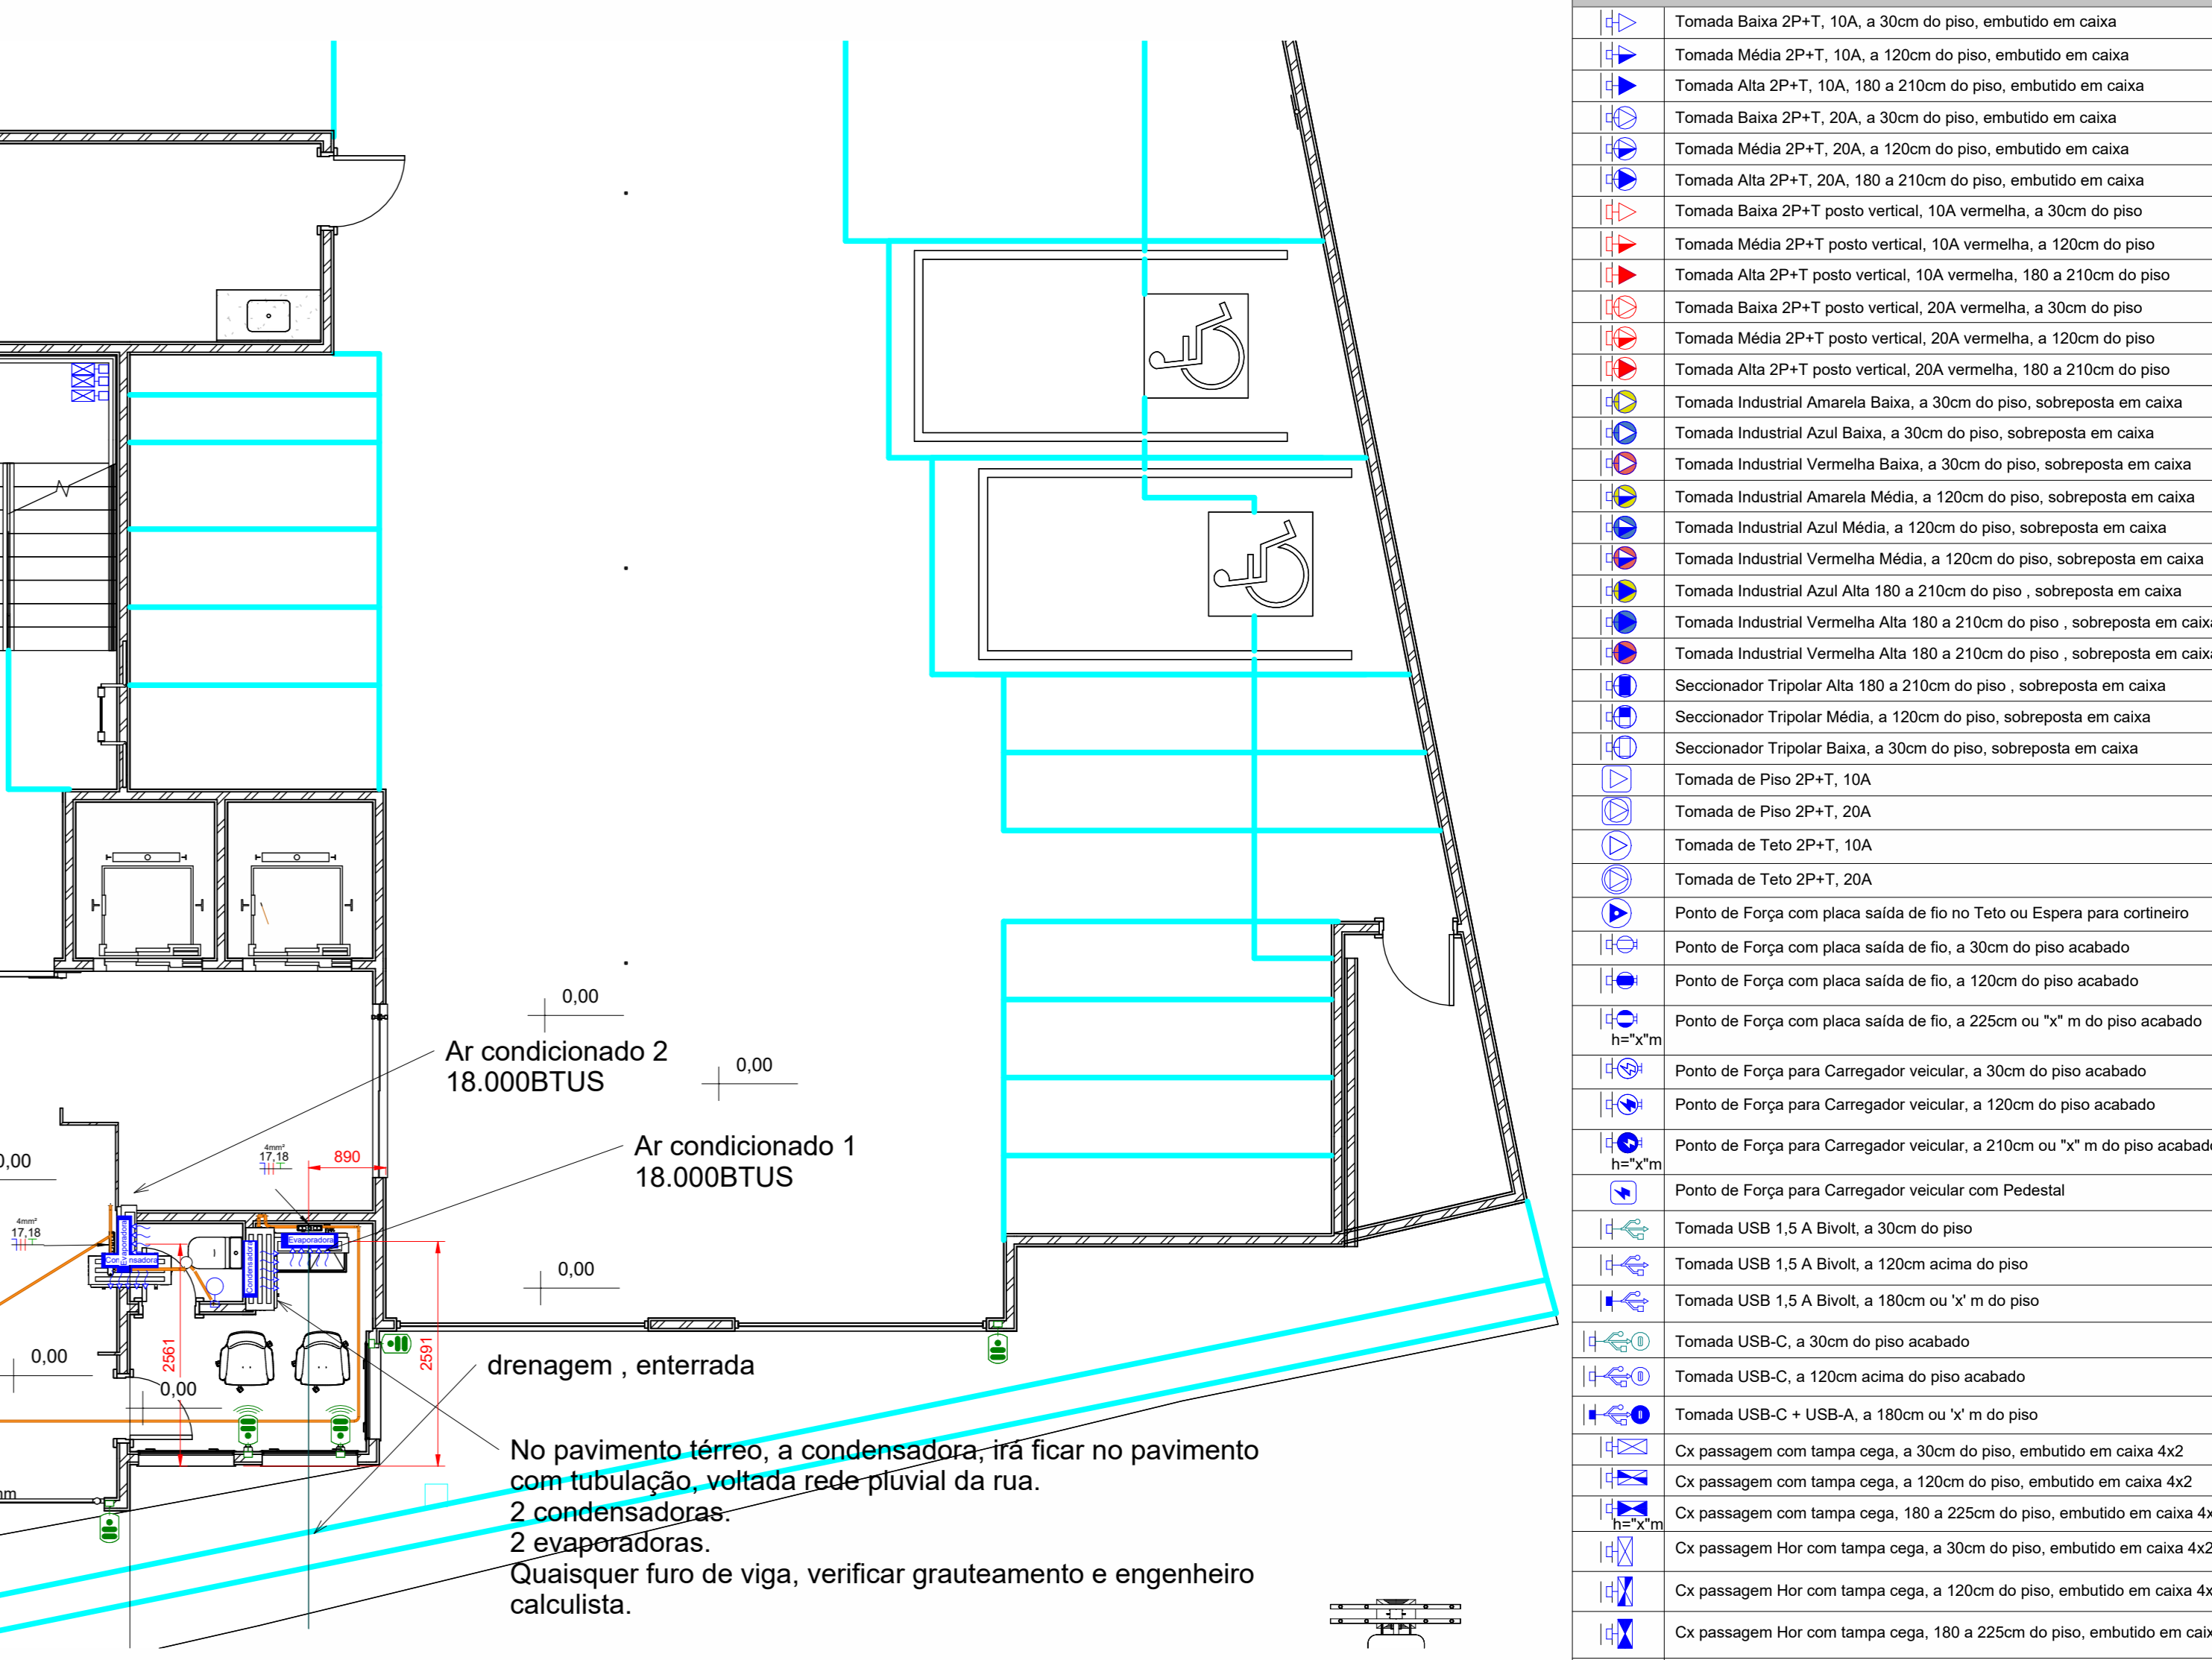 Ar condicionado 2
18.000BTUS
Ar condicionado 1
18.000BTUS
0,00
0,00
0,00
0,00
0,00
0,00
4mm²
17,18
4mm²
17,18
890
2561
2591
Evaporadora
Evaporadora
Condensadora
drenagem , enterrada
No pavimento térreo, a condensadora, irá ficar no pavimento
com tubulação, voltada rede pluvial da rua.
2 condensadoras.
2 evaporadoras.
Quaisquer furo de viga, verificar grauteamento e engenheiro
calculista.
Tomada Baixa 2P+T, 10A, a 30cm do piso, embutido em caixa
Tomada Média 2P+T, 10A, a 120cm do piso, embutido em caixa
Tomada Alta 2P+T, 10A, 180 a 210cm do piso, embutido em caixa
Tomada Baixa 2P+T, 20A, a 30cm do piso, embutido em caixa
Tomada Média 2P+T, 20A, a 120cm do piso, embutido em caixa
Tomada Alta 2P+T, 20A, 180 a 210cm do piso, embutido em caixa
Tomada Baixa 2P+T posto vertical, 10A vermelha, a 30cm do piso
Tomada Média 2P+T posto vertical, 10A vermelha, a 120cm do piso
Tomada Alta 2P+T posto vertical, 10A vermelha, 180 a 210cm do piso
Tomada Baixa 2P+T posto vertical, 20A vermelha, a 30cm do piso
Tomada Média 2P+T posto vertical, 20A vermelha, a 120cm do piso
Tomada Alta 2P+T posto vertical, 20A vermelha, 180 a 210cm do piso
Tomada Industrial Amarela Baixa, a 30cm do piso, sobreposta em caixa
Tomada Industrial Azul Baixa, a 30cm do piso, sobreposta em caixa
Tomada Industrial Vermelha Baixa, a 30cm do piso, sobreposta em caixa
Tomada Industrial Amarela Média, a 120cm do piso, sobreposta em caixa
Tomada Industrial Azul Média, a 120cm do piso, sobreposta em caixa
Tomada Industrial Vermelha Média, a 120cm do piso, sobreposta em caixa
Tomada Industrial Azul Alta 180 a 210cm do piso , sobreposta em caixa
Tomada Industrial Vermelha Alta 180 a 210cm do piso , sobreposta em caixa
Tomada Industrial Vermelha Alta 180 a 210cm do piso , sobreposta em caixa
Seccionador Tripolar Alta 180 a 210cm do piso , sobreposta em caixa
Seccionador Tripolar Média, a 120cm do piso, sobreposta em caixa
Seccionador Tripolar Baixa, a 30cm do piso, sobreposta em caixa
Tomada de Piso 2P+T, 10A
Tomada de Piso 2P+T, 20A
Tomada de Teto 2P+T, 10A
Tomada de Teto 2P+T, 20A
Ponto de Força com placa saída de fio no Teto ou Espera para cortineiro
Ponto de Força com placa saída de fio, a 30cm do piso acabado
Ponto de Força com placa saída de fio, a 120cm do piso acabado
Ponto de Força com placa saída de fio, a 225cm ou "x" m do piso acabado
h="x"m
Ponto de Força para Carregador veicular, a 30cm do piso acabado
Ponto de Força para Carregador veicular, a 120cm do piso acabado
Ponto de Força para Carregador veicular, a 210cm ou "x" m do piso acabado
h="x"m
Ponto de Força para Carregador veicular com Pedestal
Tomada USB 1,5 A Bivolt, a 30cm do piso
Tomada USB 1,5 A Bivolt, a 120cm acima do piso
Tomada USB 1,5 A Bivolt, a 180cm ou 'x' m do piso
Tomada USB-C, a 30cm do piso acabado
Tomada USB-C, a 120cm acima do piso acabado
Tomada USB-C + USB-A, a 180cm ou 'x' m do piso
Cx passagem com tampa cega, a 30cm do piso, embutido em caixa 4x2
Cx passagem com tampa cega, a 120cm do piso, embutido em caixa 4x2
Cx passagem com tampa cega, 180 a 225cm do piso, embutido em caixa 4x
h="x"m
Cx passagem Hor com tampa cega, a 30cm do piso, embutido em caixa 4x2
Cx passagem Hor com tampa cega, a 120cm do piso, embutido em caixa 4x
Cx passagem Hor com tampa cega, 180 a 225cm do piso, embutido em caix